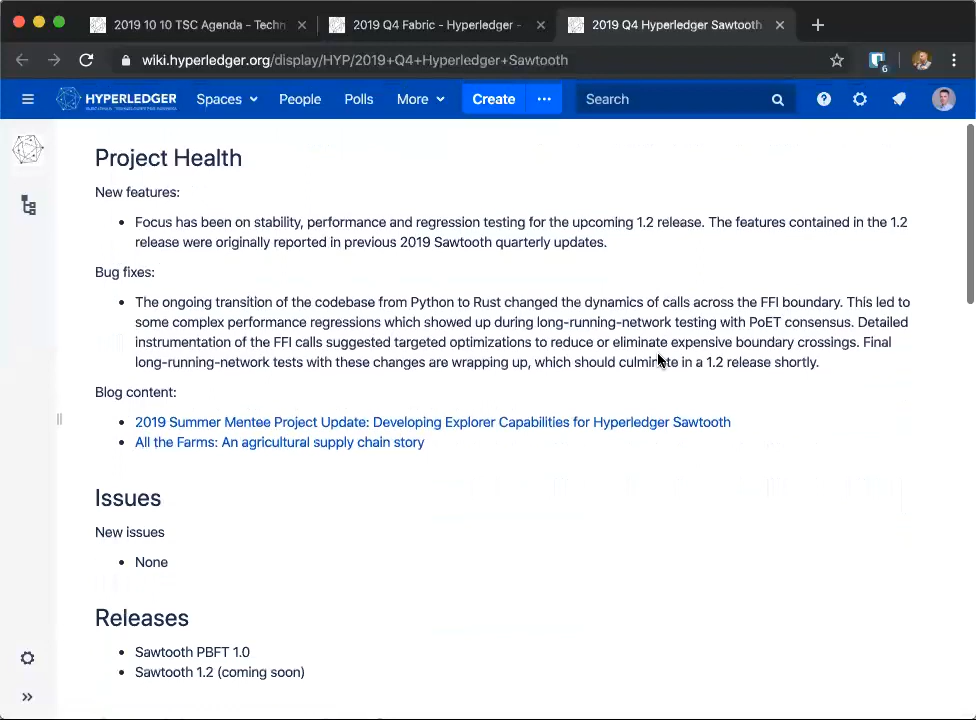 2019 10 10 TSC Agenda - Techn
2019 Q4 Fabric - Hyperledger -
2019 Q4 Hyperledger Sawtooth
wiki.hyperledger.org/display/HYP/2019+Q4+Hyperledger+Sawtooth
6
HYPERLEDGER
Spaces
People
Polls
More
Create
Search
Project Health
New features:
• Focus has been on stability, performance and regression testing for the upcoming 1.2 release. The features contained in the 1.2
release were originally reported in previous 2019 Sawtooth quarterly updates.
Bug fixes:
• The ongoing transition of the codebase from Python to Rust changed the dynamics of calls across the FFI boundary. This led to
some complex performance regressions which showed up during long-running-network testing with PoET consensus. Detailed
instrumentation of the FFI calls suggested targeted optimizations to reduce or eliminate expensive boundary crossings. Final
long-running-network tests with these changes are wrapping up, which should culminate in a 1.2 release shortly.
Blog content:
• 2019 Summer Mentee Project Update: Developing Explorer Capabilities for Hyperledger Sawtooth
• All the Farms: An agricultural supply chain story
Issues
New issues
• None
Releases
• Sawtooth PBFT 1.0
• Sawtooth 1.2 (coming soon)